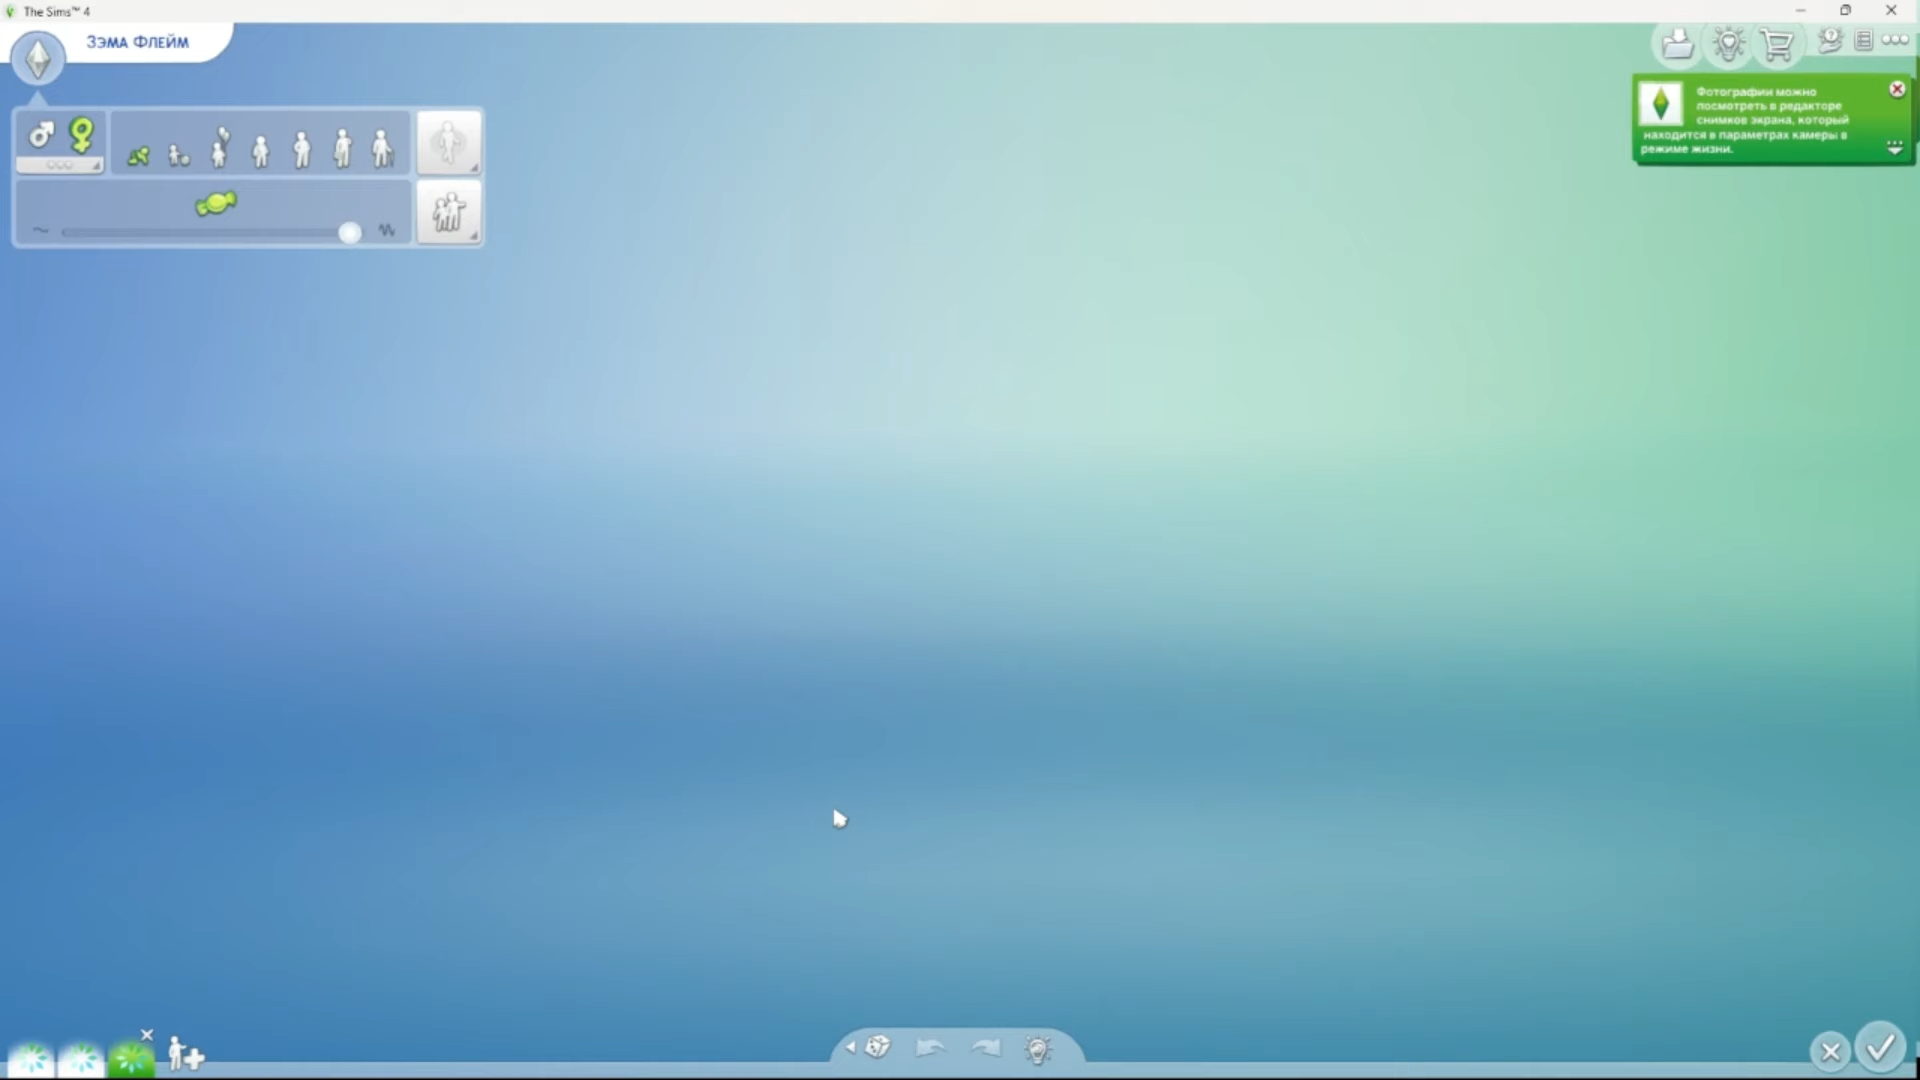 The Sims™ 4
Зэма Флейм
Фотографии можно
посмотреть в редакторе
снимков экрана, который
находится в параметрах камеры в
режиме жизни.